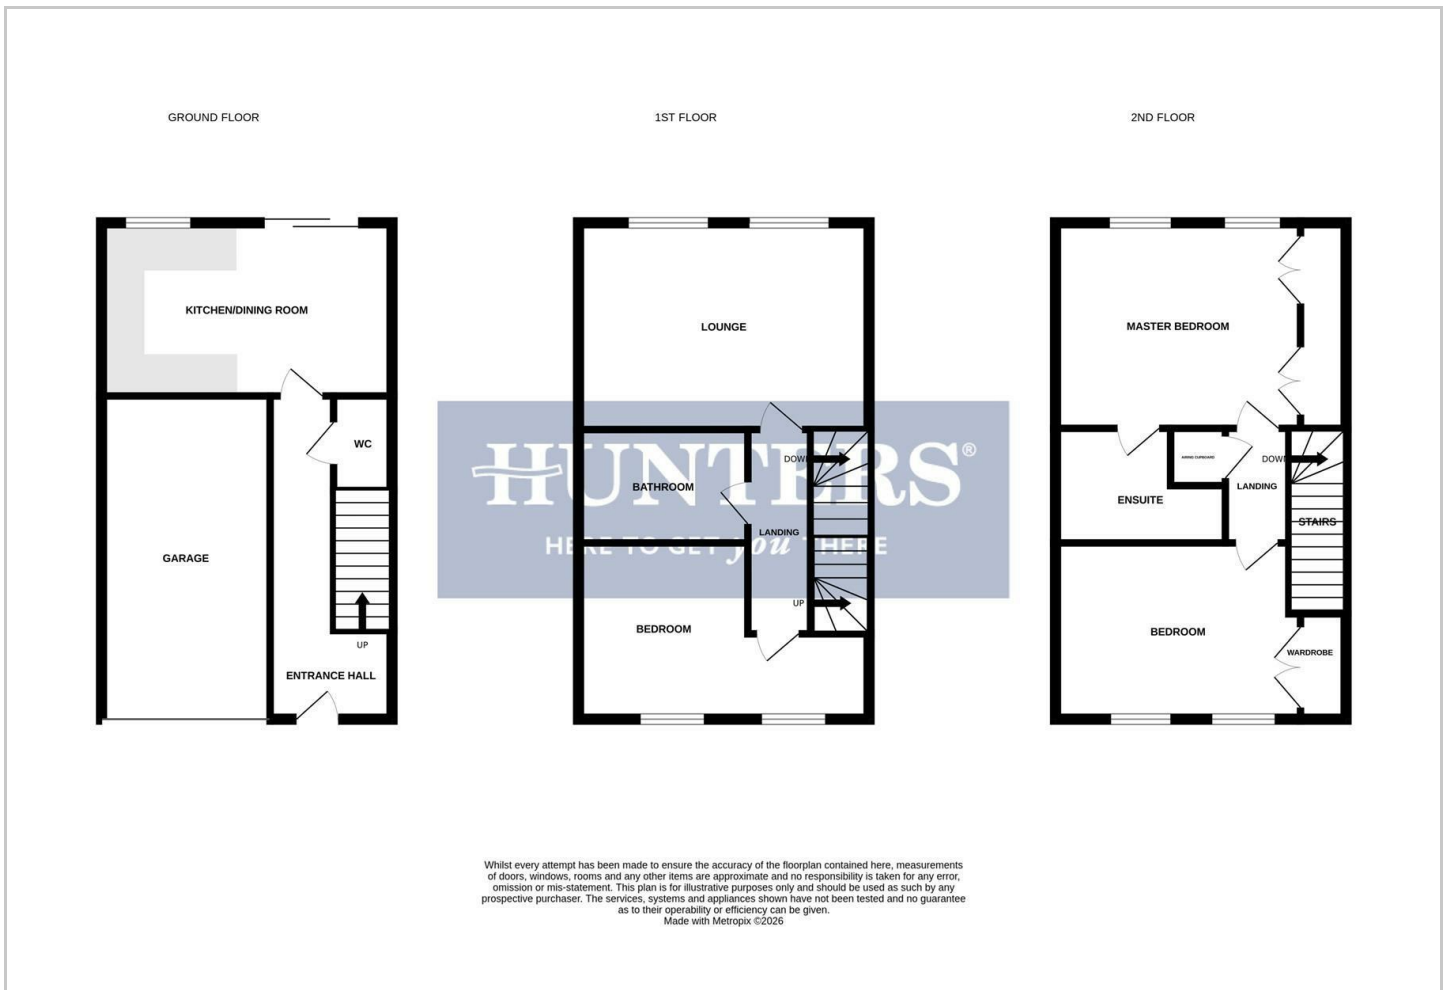 GROUND FLOOR
1ST FLOOR
2ND FLOOR
KITCHEN/DINING ROOM
WC
GARAGE
UP
ENTRANCE HALL
LOUNGE
DOWN
BATHROOM
LANDING
UP
BEDROOM
HUNTERS®
HERE TO GET you THERE
MASTER BEDROOM
AIRING CUPBOARD
DOWN
LANDING
ENSUITE
STAIRS
BEDROOM
WARDROBE
Whilst every attempt has been made to ensure the accuracy of the floorplan contained here, measurements
of doors, windows, rooms and any other items are approximate and no responsibility is taken for any error,
omission or mis-statement. This plan is for illustrative purposes only and should be used as such by any
prospective purchaser. The services, systems and appliances shown have not been tested and no guarantee
as to their operability or efficiency can be given.
Made with Metropix ©2026